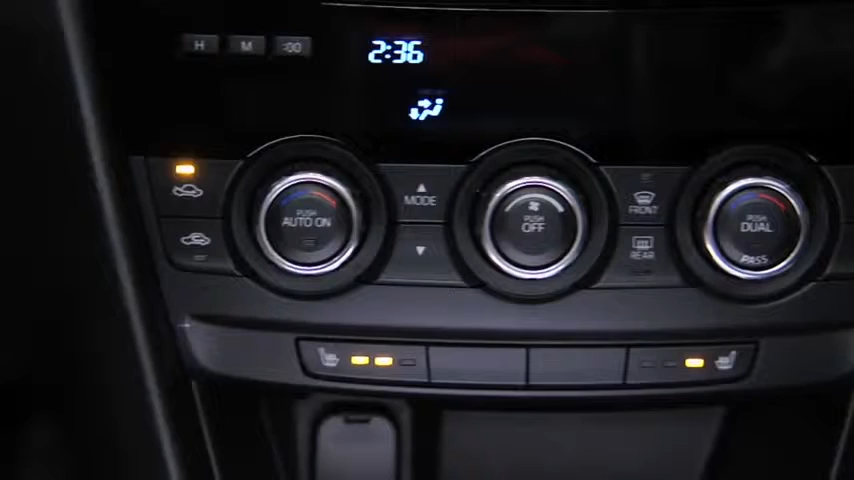 H M :00
2:36
PUSH
AUTO ON
MODE
PUSH
OFF
FRONT
REAR
PUSH
DUAL
PASS